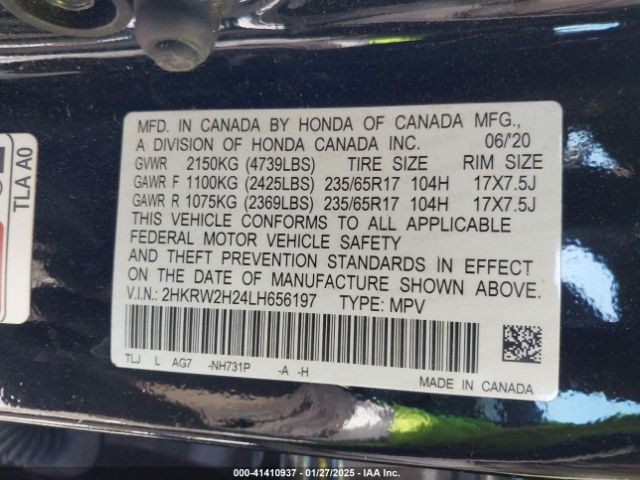 MFD. IN CANADA BY HONDA OF CANADA MFG.,
A DIVISION OF HONDA CANADA INC. 06/'20
GVWR 2150KG (4739LBS) TIRE SIZE RIM SIZE
GAWR F 1100KG (2425LBS) 235/65R17 104H 17X7.5J
GAWR R 1075KG (2369LBS) 235/65R17 104H 17X7.5J
THIS VEHICLE CONFORMS TO ALL APPLICABLE
FEDERAL MOTOR VEHICLE SAFETY
AND THEFT PREVENTION STANDARDS IN EFFECT
ON THE DATE OF MANUFACTURE SHOWN ABOVE.
V.I.N.: 2HKRW2H24LH656197 TYPE: MPV
TLJ L AG7 -NH731P -A -H
MADE IN CANADA
TLA A0
000-41410937 - 01/27/2025 - IAA Inc.